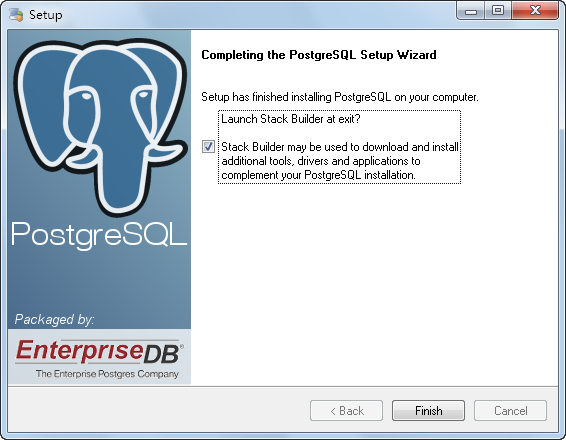 Setup
Completing the PostgreSQL Setup Wizard
Setup has finished installing PostgreSQL on your computer.
Launch Stack Builder at exit?
Stack Builder may be used to download and install
additional tools, drivers and applications to
complement your PostgreSQL installation.
PostgreSQL
Packaged by:
EnterpriseDB®
The Enterprise Postgres Company
< Back
Finish
Cancel